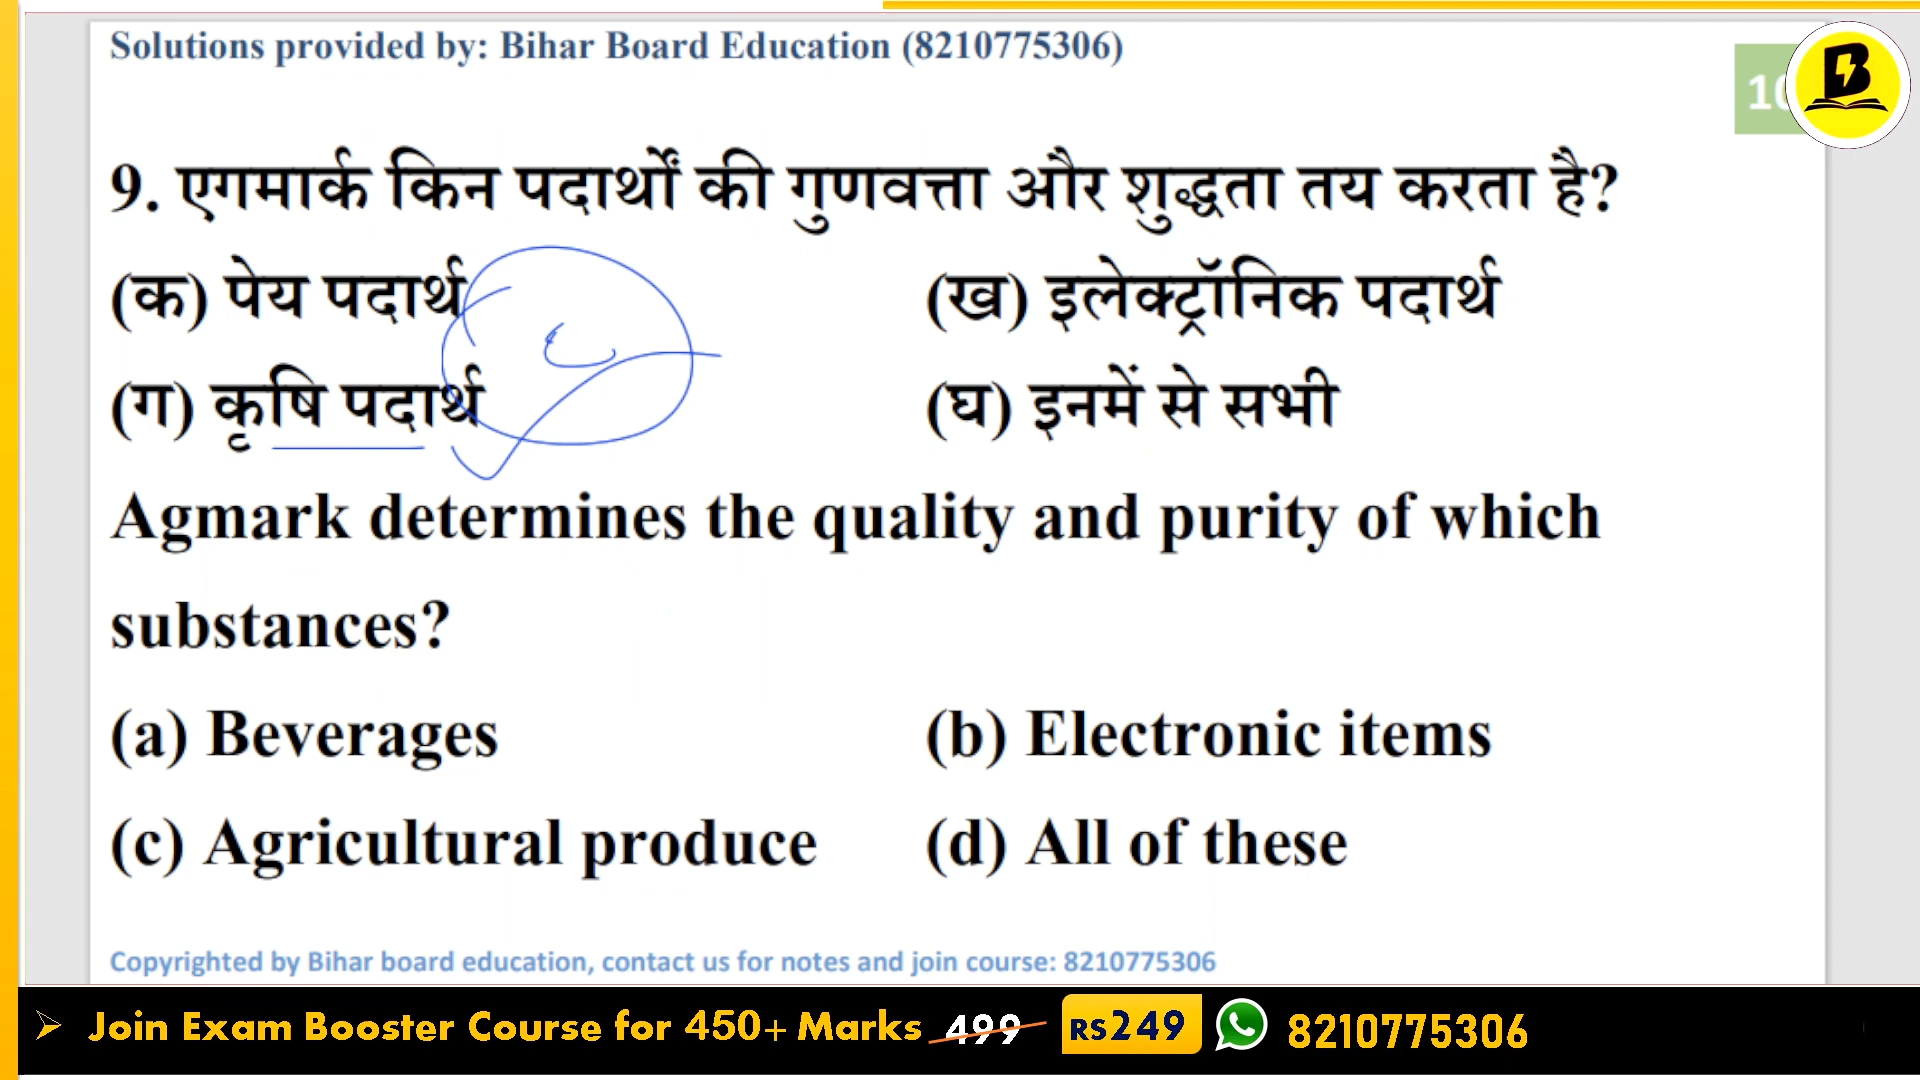 Solutions provided by: Bihar Board Education (8210775306)
9. एगमार्क किन पदार्थों की गुणवत्ता और शुद्धता तय करता है?
(क) पेय पदार्थ (ख) इलेक्ट्रॉनिक पदार्थ
(ग) कृषि पदार्थ (घ) इनमें से सभी
Agmark determines the quality and purity of which
substances?
(a) Beverages (b) Electronic items
(c) Agricultural produce (d) All of these
Copyrighted by Bihar board education, contact us for notes and join course: 8210775306
Join Exam Booster Course for 450+ Marks 499 RS249 8210775306